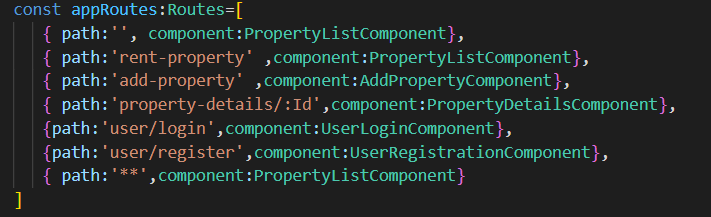 const appRoutes:Routes=[
{ path:'', component:PropertyListComponent},
{ path:'rent-property' ,component:PropertyListComponent},
{ path:'add-property' ,component:AddPropertyComponent},
{ path:'property-details/:Id',component:PropertyDetailsComponent},
{path:'user/login',component:UserLoginComponent},
{path:'user/register',component:UserRegistrationComponent},
{ path:'**',component:PropertyListComponent}
]